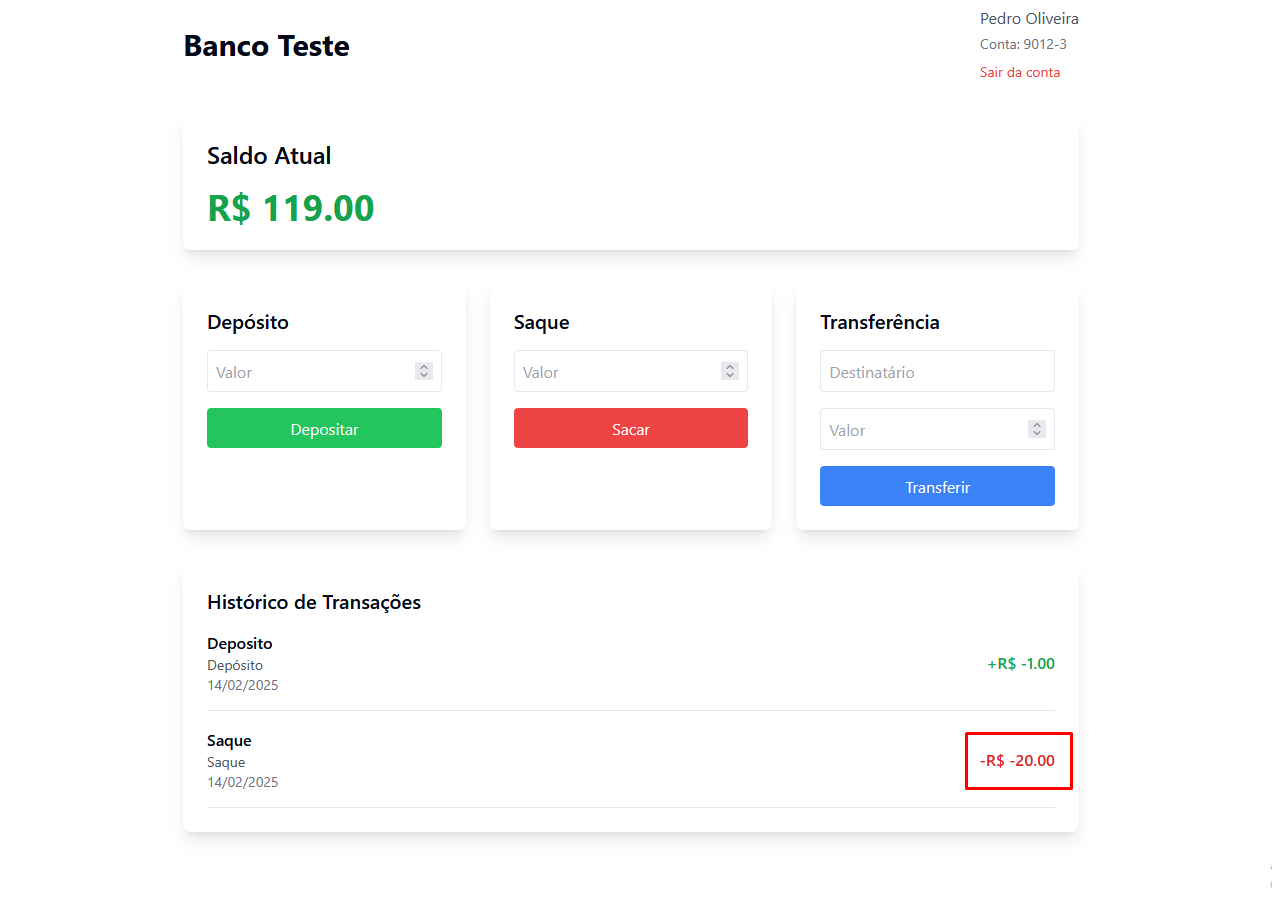 Banco Teste
Pedro Oliveira
Conta: 9012-3
Sair da conta
Saldo Atual
R$ 119.00
Depósito
Valor
Depositar
Saque
Valor
Sacar
Transferência
Destinatário
Valor
Transferir
Histórico de Transações
Deposito
Depósito
14/02/2025
+R$ -1.00
Saque
Saque
14/02/2025
-R$ -20.00